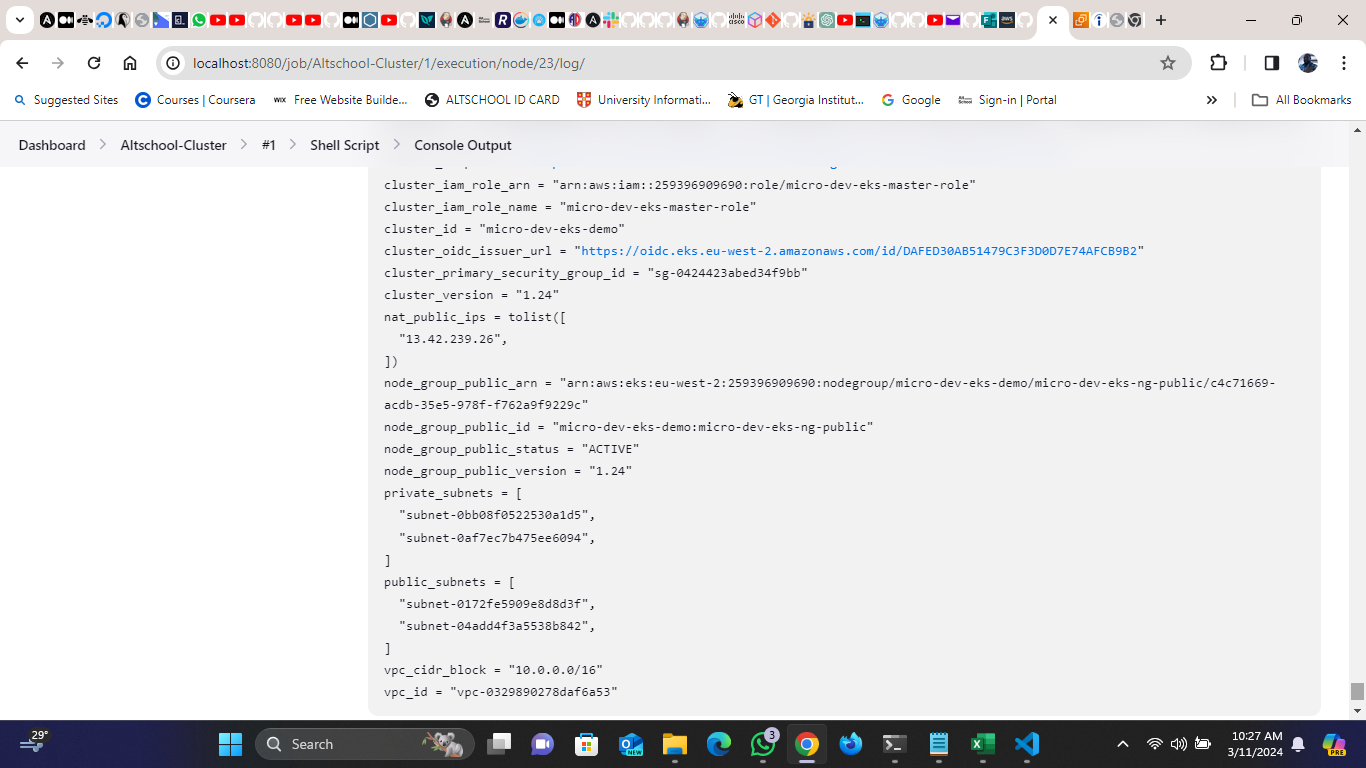 localhost:8080/job/Altschool-Cluster/1/execution/node/23/log/
Suggested Sites
Courses | Coursera
WIX
Free Website Builde...
ALTSCHOOL ID CARD
University Informati...
GT | Georgia Institut...
Google
Sign-in | Portal
»
All Bookmarks
Dashboard
Altschool-Cluster
#1
Shell Script
Console Output
cluster_iam_role_arn = "arn:aws:iam::259396909690:role/micro-dev-eks-master-role"
cluster_iam_role_name = "micro-dev-eks-master-role"
cluster_id = "micro-dev-eks-demo"
cluster_oidc_issuer_url = "https://oidc.eks.eu-west-2.amazonaws.com/id/DAFED30AB51479C3F3D0D7E74AFCB9B2"
cluster_primary_security_group_id = "sg-0424423abed34f9bb"
cluster_version = "1.24"
nat_public_ips = tolist([
"13.42.239.26",
])
node_group_public_arn = "arn:aws:eks:eu-west-2:259396909690:nodegroup/micro-dev-eks-demo/micro-dev-eks-ng-public/c4c71669-
acdb-35e5-978f-f762a9f9229c"
node_group_public_id = "micro-dev-eks-demo:micro-dev-eks-ng-public"
node_group_public_status = "ACTIVE"
node_group_public_version = "1.24"
private_subnets = [
"subnet-0bb08f0522530a1d5",
"subnet-0af7ec7b475ee6094",
]
public_subnets = [
"subnet-0172fe5909e8d8d3f",
"subnet-04add4f3a5538b842",
]
vpc_cidr_block = "10.0.0.0/16"
vpc_id = "vpc-0329890278daf6a53"
29°
Search
NEW
3
10:27 AM
3/11/2024
PRE